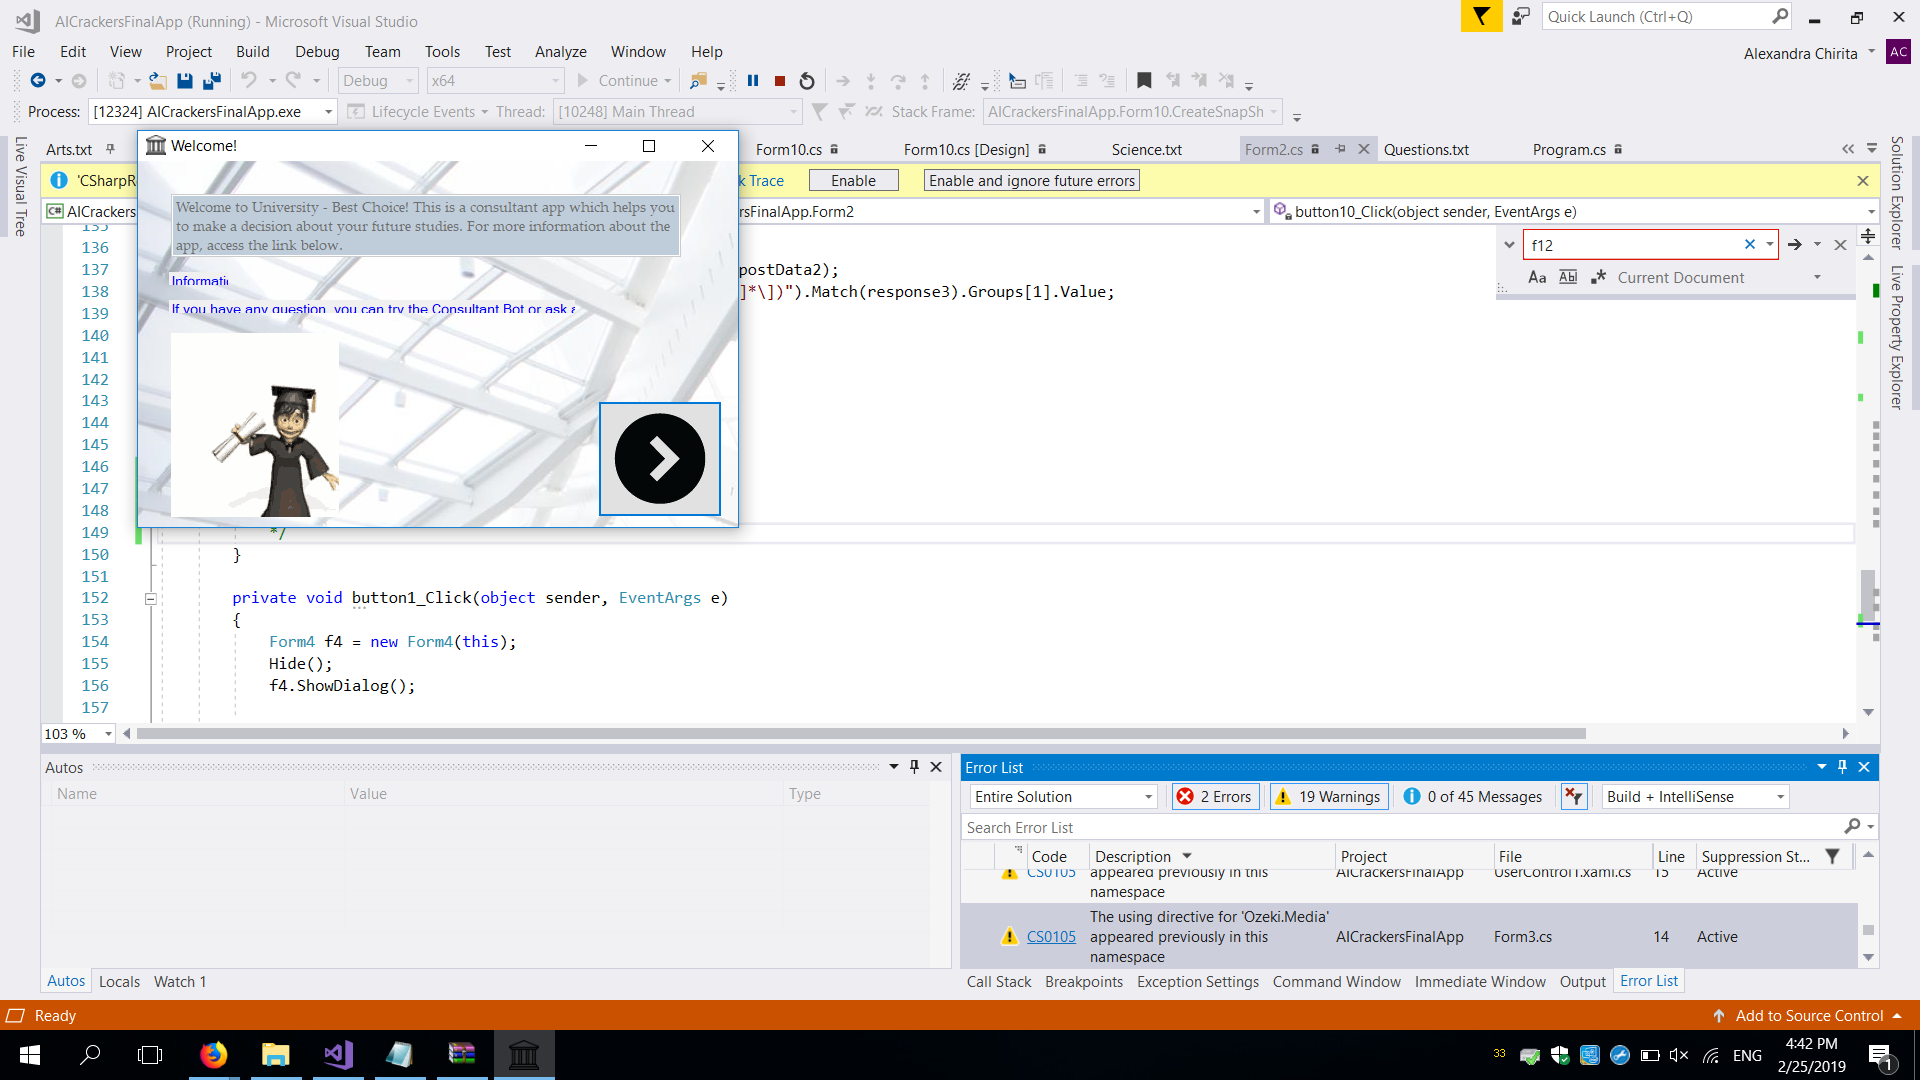 AICrackersFinalApp (Running) - Microsoft Visual Studio
Quick Launch (Ctrl+Q)
File Edit View Project Build Debug Team Tools Test Analyze Window Help
Alexandra Chirita AC
Debug x64 Continue
Process: [12324] AICrackersFinalApp.exe Lifecycle Events Thread: [10248] Main Thread Stack Frame: AICrackersFinalApp.Form10.CreateSnapSh
Live Visual Tree
Arts.txt
Form10.cs Form10.cs [Design] Science.txt Form2.cs Questions.txt Program.cs
'CSharpR
k Trace Enable Enable and ignore future errors
AICrackers
rsFinalApp.Form2 button10_Click(object sender, EventArgs e)
Solution Explorer
Live Property Explorer
f12
Aa Abl Current Document
Welcome!
Welcome to University - Best Choice! This is a consultant app which helps you
to make a decision about your future studies. For more information about the
app, access the link below.
Informati
If you have any question, you can try the Consultant Bot or ask a
135
136
137 postData2);
138 ]*\])").Match(response3).Groups[1].Value;
139
140
141
142
143
144
145
146
147
148
149 */
150 }
151
152 private void button1_Click(object sender, EventArgs e)
153 {
154 Form4 f4 = new Form4(this);
155 Hide();
156 f4.ShowDialog();
157
103 %
Autos
Name Value Type
Autos Locals Watch 1
Error List
Entire Solution 2 Errors 19 Warnings 0 of 45 Messages Build + IntelliSense
Search Error List
Code Description Project File Line Suppression St...
CS0105 appeared previously in this namespace AICrackersFinalApp UserControl1.xaml.cs 15 Active
CS0105 The using directive for 'Ozeki.Media' appeared previously in this namespace AICrackersFinalApp Form3.cs 14 Active
Call Stack Breakpoints Exception Settings Command Window Immediate Window Output Error List
Ready
Add to Source Control
33
ENG
4:42 PM
2/25/2019
1